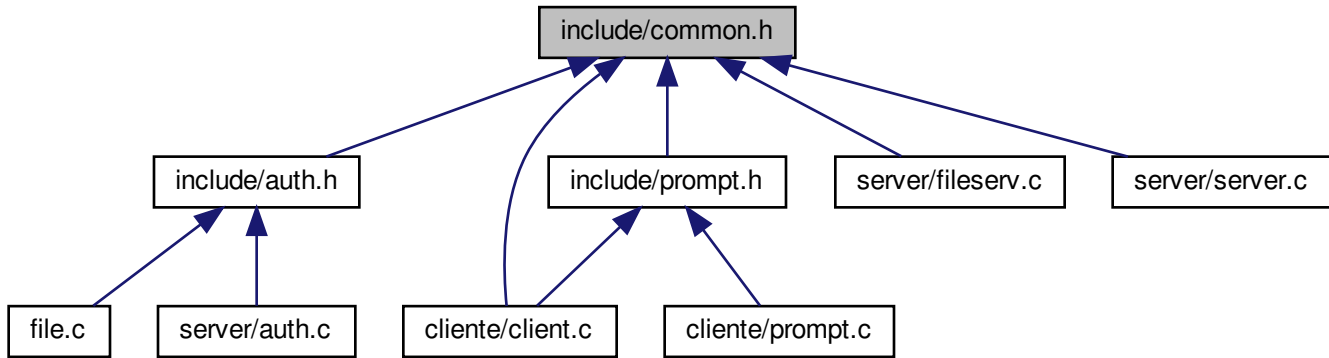 include/common.h
include/auth.h
include/prompt.h
server/fileserv.c
server/server.c
file.c
server/auth.c
cliente/client.c
cliente/prompt.c